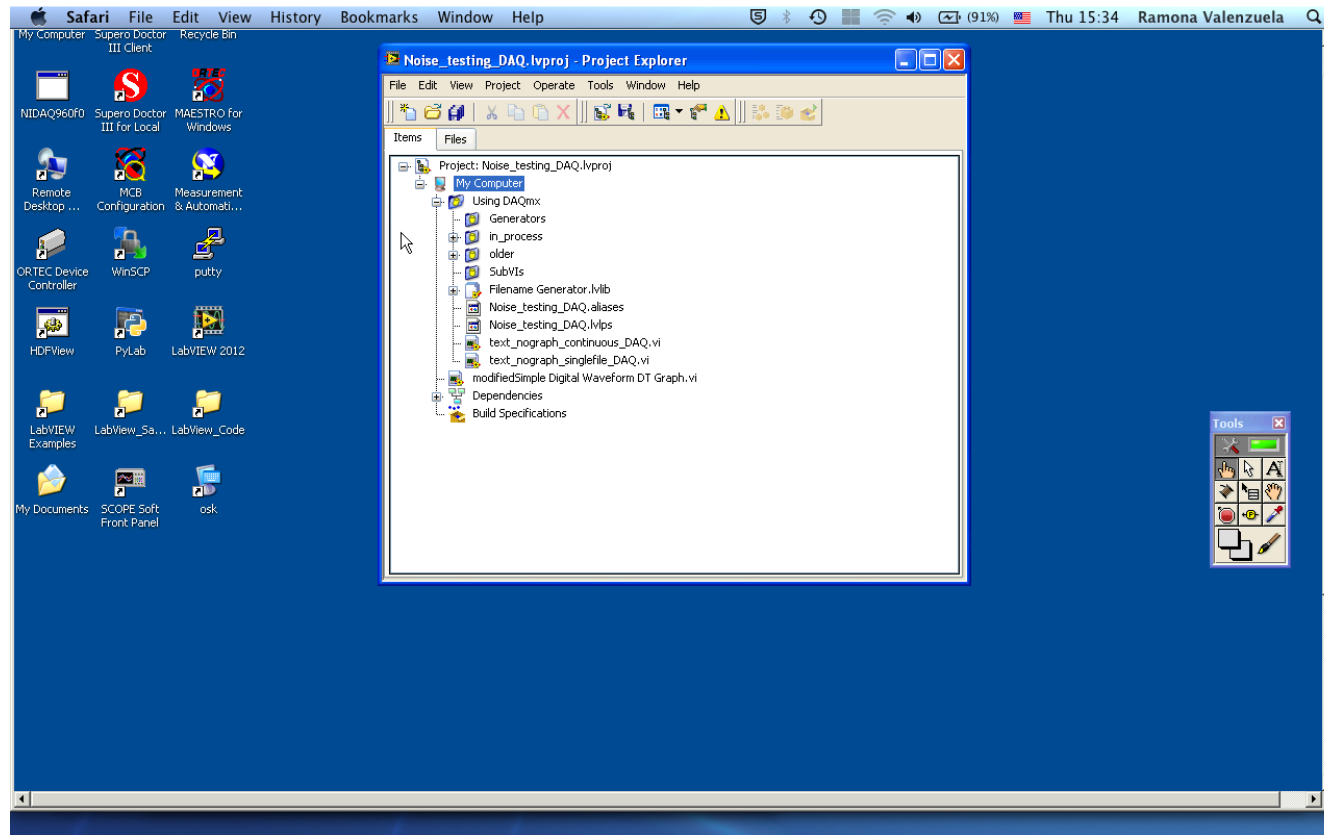 Safari File Edit View History Bookmarks Window Help (91%) Thu 15:34 Ramona Valenzuela
My Computer Supero Doctor III Client Recycle Bin
NIDAQ960f0 Supero Doctor III for Local MAESTRO for Windows
Remote Desktop ... MCB Configuration Measurement & Automati...
ORTEC Device Controller WinSCP putty
HDFView PyLab LabVIEW 2012
LabVIEW Examples LabView_Sa... LabView_Code
My Documents SCOPE Soft Front Panel osk
Noise_testing_DAQ.lvproj - Project Explorer
File Edit View Project Operate Tools Window Help
Items Files
Project: Noise_testing_DAQ.lvproj
My Computer
Using DAQmx
Generators
in_process
older
SubVIs
Filename Generator.lvlib
Noise_testing_DAQ.aliases
Noise_testing_DAQ.lvlps
text_nograph_continuous_DAQ.vi
text_nograph_singlefile_DAQ.vi
modifiedSimple Digital Waveform DT Graph.vi
Dependencies
Build Specifications
Tools